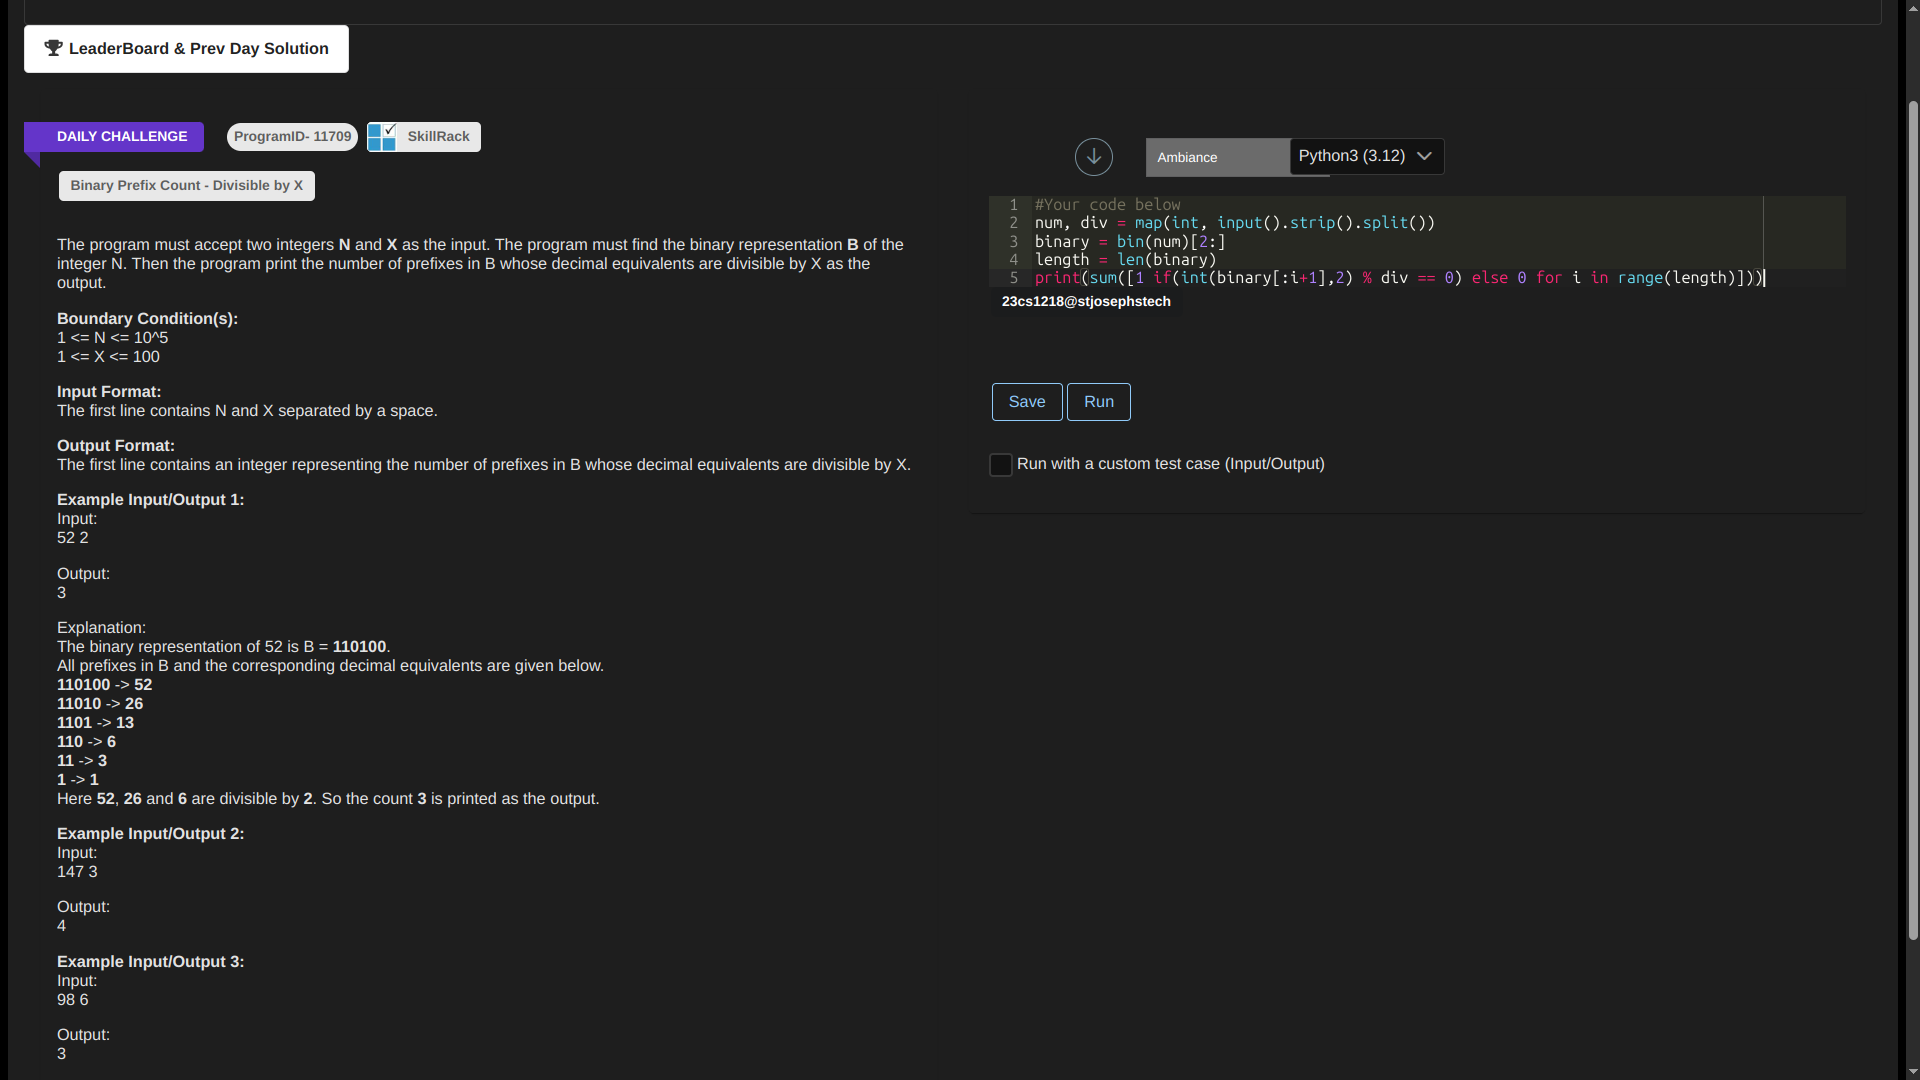 LeaderBoard & Prev Day Solution
DAILY CHALLENGE
ProgramID- 11709
SkillRack
Binary Prefix Count - Divisible by X
The program must accept two integers N and X as the input. The program must find the binary representation B of the
integer N. Then the program print the number of prefixes in B whose decimal equivalents are divisible by X as the
output.
Boundary Condition(s):
1 <= N <= 10^5
1 <= X <= 100
Input Format:
The first line contains N and X separated by a space.
Output Format:
The first line contains an integer representing the number of prefixes in B whose decimal equivalents are divisible by X.
Example Input/Output 1:
Input:
52 2
Output:
3
Explanation:
The binary representation of 52 is B = 110100.
All prefixes in B and the corresponding decimal equivalents are given below.
110100 -> 52
11010 -> 26
1101 -> 13
110 -> 6
11 -> 3
1 -> 1
Here 52, 26 and 6 are divisible by 2. So the count 3 is printed as the output.
Example Input/Output 2:
Input:
147 3
Output:
4
Example Input/Output 3:
Input:
98 6
Output:
3
Ambiance
Python3 (3.12)
1 #Your code below
2 num, div = map(int, input().strip().split())
3 binary = bin(num)[2:]
4 length = len(binary)
5 print(sum([1 if(int(binary[:i+1],2) % div == 0) else 0 for i in range(length)]))
23cs1218@stjosephstech
Save
Run
Run with a custom test case (Input/Output)